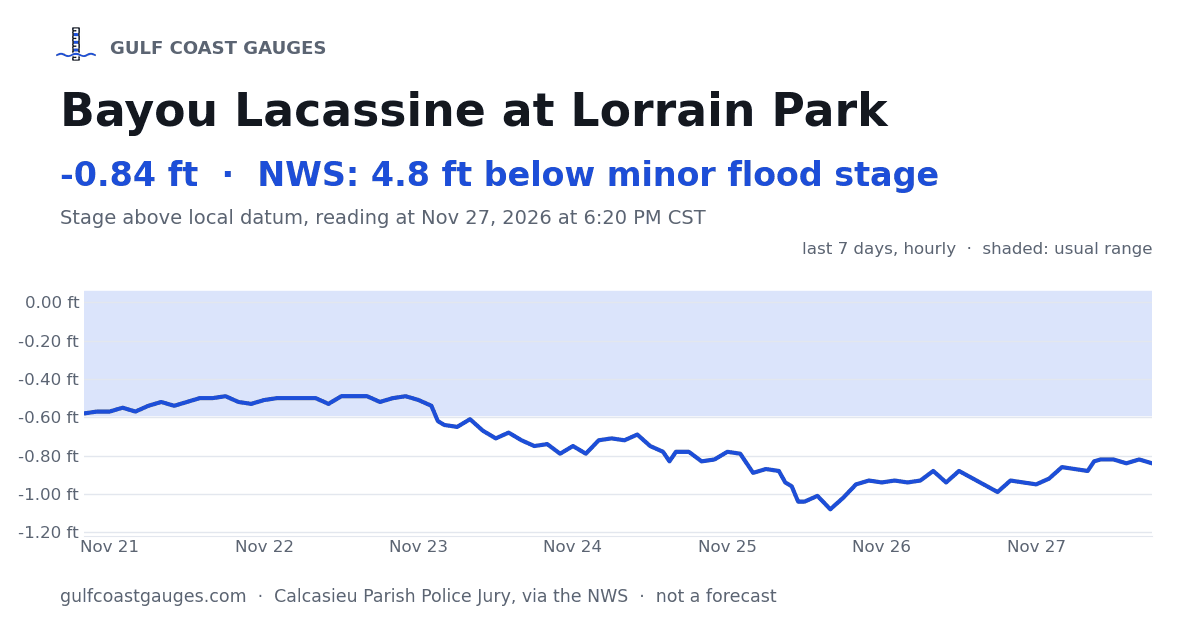 GULF COAST GAUGES
Bayou Lacassine at Lorrain Park
-0.84 ft · NWS: 4.8 ft below minor flood stage
Stage above local datum, reading at Nov 27, 2026 at 6:20 PM CST
last 7 days, hourly · shaded: usual range
0.00 ft
-0.20 ft
-0.40 ft
-0.60 ft
-0.80 ft
-1.00 ft
-1.20 ft
Nov 21 Nov 22 Nov 23 Nov 24 Nov 25 Nov 26 Nov 27
gulfcoastgauges.com · Calcasieu Parish Police Jury, via the NWS · not a forecast